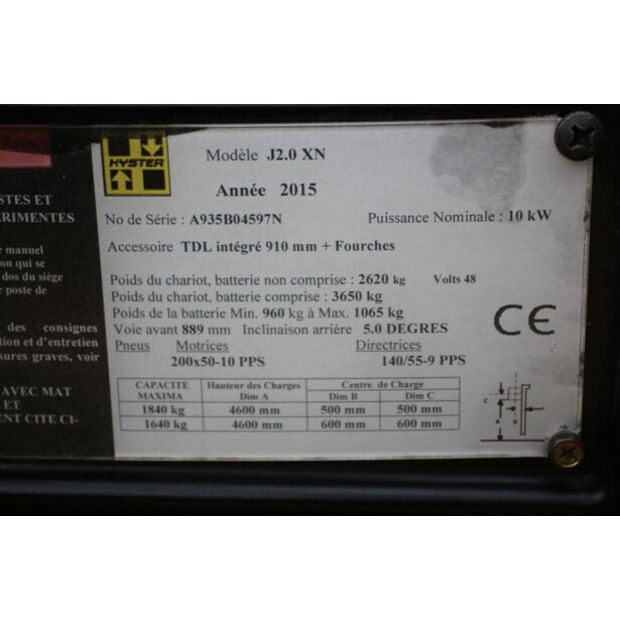 HYSTER
Modèle J2.0 XN
Année 2015
No de Série : A935B04597N Puissance Nominale : 10 kW
Accessoire TDL intégré 910 mm + Fourches
Poids du chariot, batterie non comprise : 2620 kg Volts 48
Poids du chariot, batterie comprise : 3650 kg
Poids de la batterie Min. 960 kg à Max. 1065 kg
Voie avant 889 mm Inclinaison arrière 5.0 DEGRES
Pneus Motrices Directrices
200x50-10 PPS 140/55-9 PPS
CAPACITE Hauteur des Charges Centre de Charge
MAXIMA Dim A Dim B Dim C
1840 kg 4600 mm 500 mm 500 mm
1640 kg 4600 mm 600 mm 600 mm
CE
C
A
B
STES ET
ERIMENTES
e manuel
on qui se
dos du siège
e poste de
des consignes
tion et d'entretien
sures graves, voir
AVEC MAT
ET
ENT CITE CI-